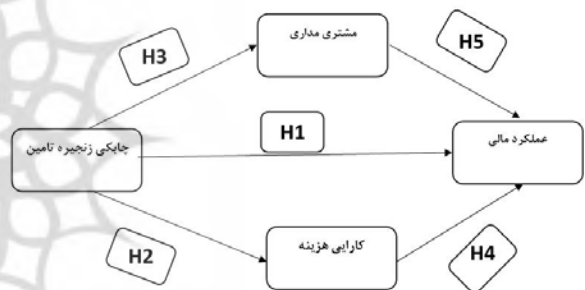 مشتری مداری
H3
H5
H1
چابکی زنجیره تامین
عملکرد مالی
کارایی هزینه
H2
H4